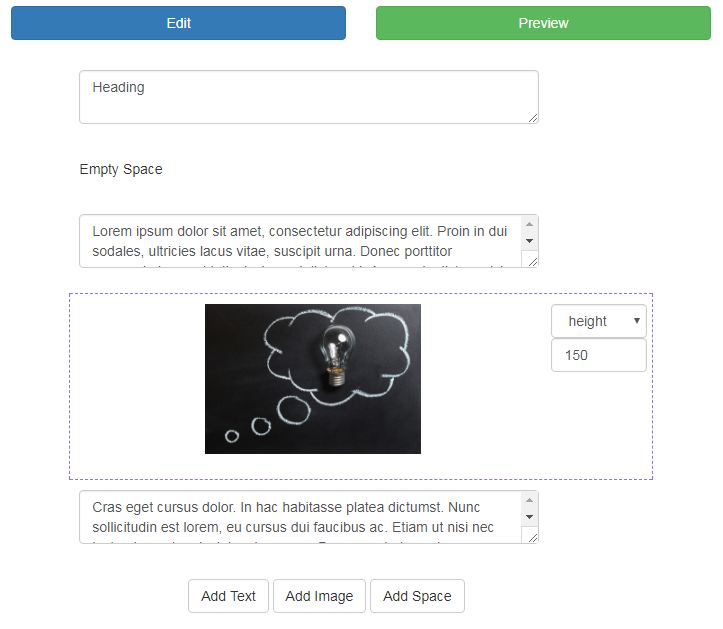 Edit
Preview
Heading
Empty Space
Lorem ipsum dolor sit amet, consectetur adipiscing elit. Proin in dui
sodales, ultricies lacus vitae, suscipit urna. Donec porttitor
height
150
Cras eget cursus dolor. In hac habitasse platea dictumst. Nunc
sollicitudin est lorem, eu cursus dui faucibus ac. Etiam ut nisi nec
Add Text
Add Image
Add Space